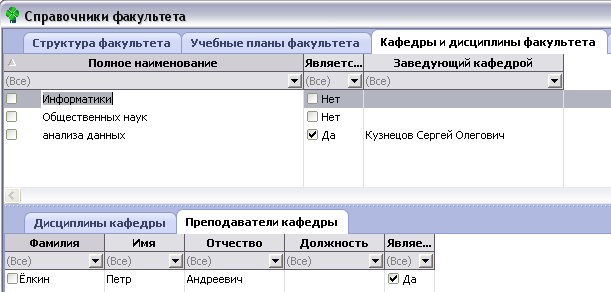 Справочники факультета
Структура факультета Учебные планы факультета Кафедры и дисциплины факультета
Полное наименование Являетс... Заведующий кафедрой
(Все) (Все) (Все)
Информатики Нет
Общественных наук Нет
анализа данных Да Кузнецов Сергей Олегович
Дисциплины кафедры Преподаватели кафедры
Фамилия Имя Отчество Должность Являе...
(Все) (Все) (Все) (Все) (Все)
Ёлкин Петр Андреевич Да